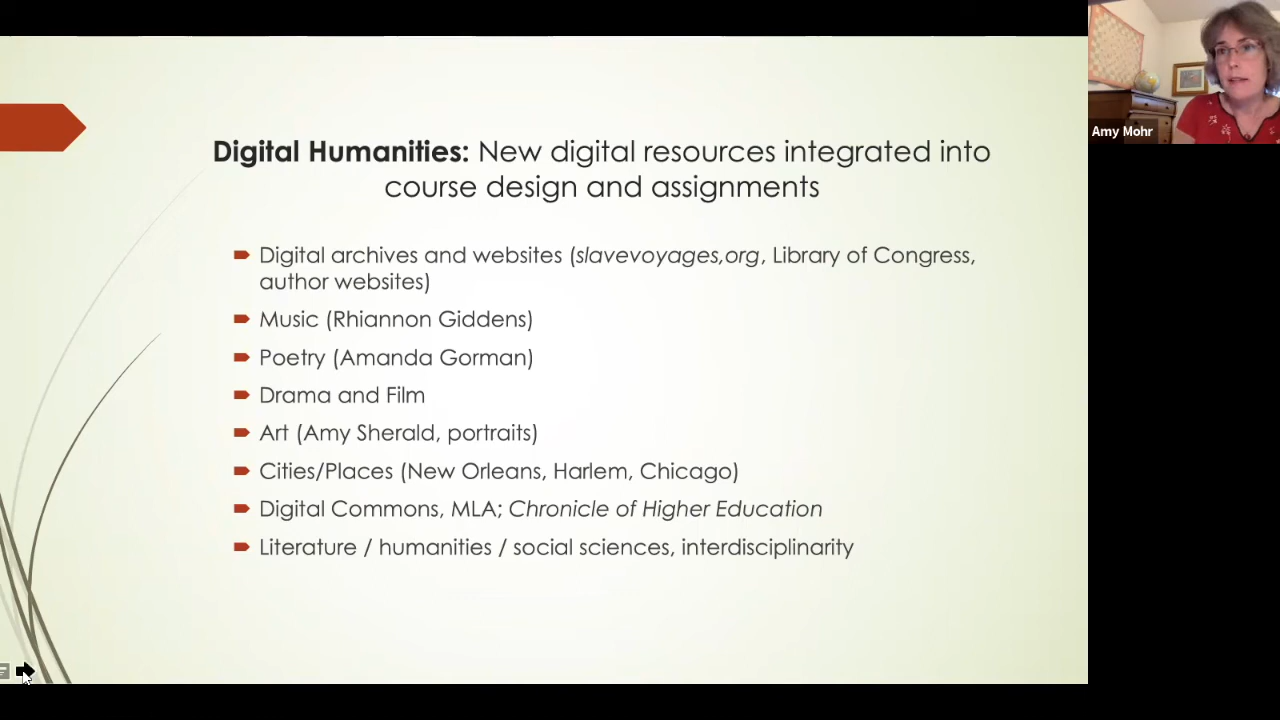 Digital Humanities: New digital resources integrated into
course design and assignments
Digital archives and websites (slavevoyages,org, Library of Congress,
author websites)
Music (Rhiannon Giddens)
Poetry (Amanda Gorman)
Drama and Film
Art (Amy Sherald, portraits)
Cities/Places (New Orleans, Harlem, Chicago)
Digital Commons, MLA; Chronicle of Higher Education
Literature / humanities / social sciences, interdisciplinarity
Amy Mohr